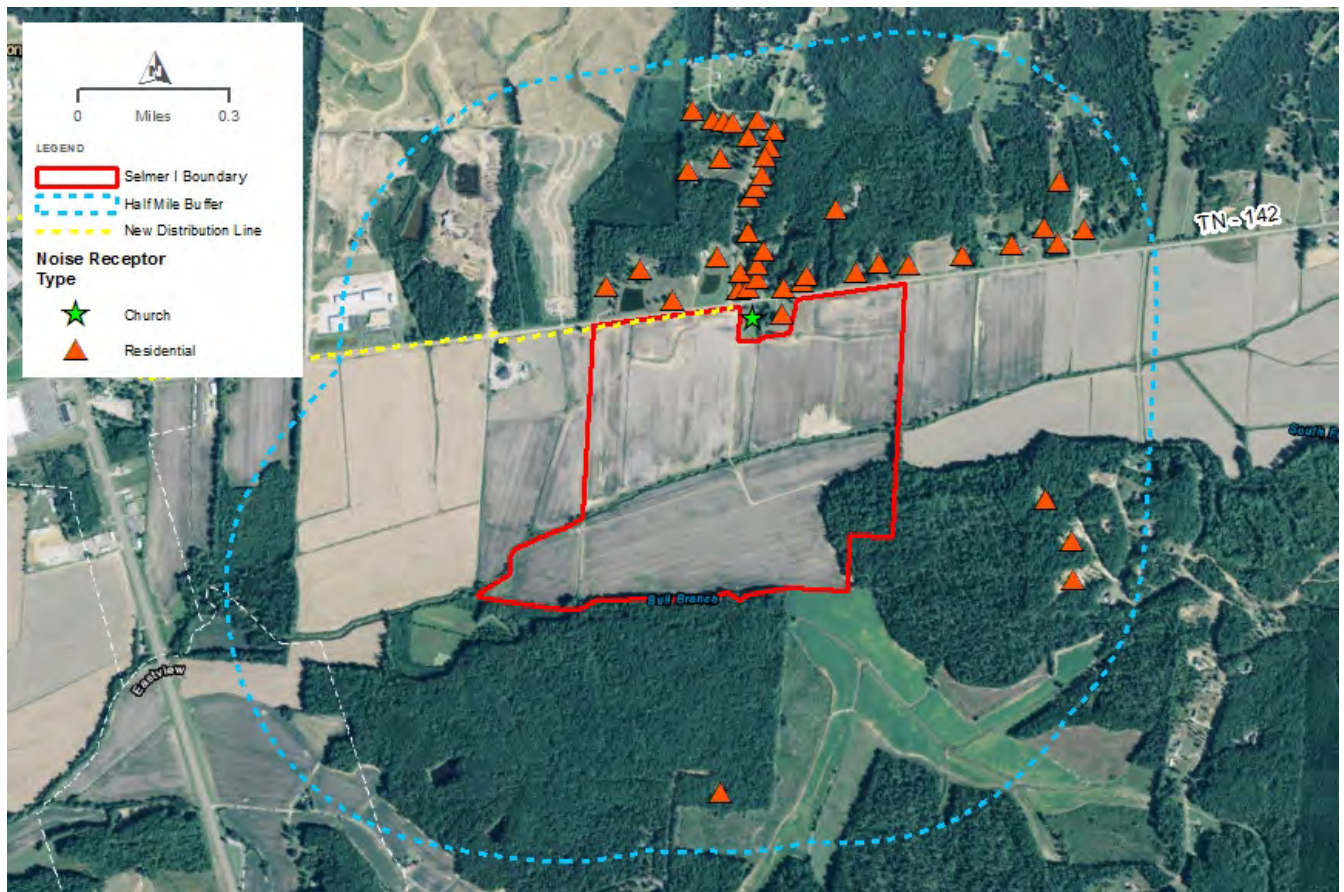 0 Miles 0.3
LEGEND
Selmer I Boundary
Half Mile Buffer
New Distribution Line
Noise Receptor
Type
Church
Residential
TN - 142
Bull Branch
Eastview